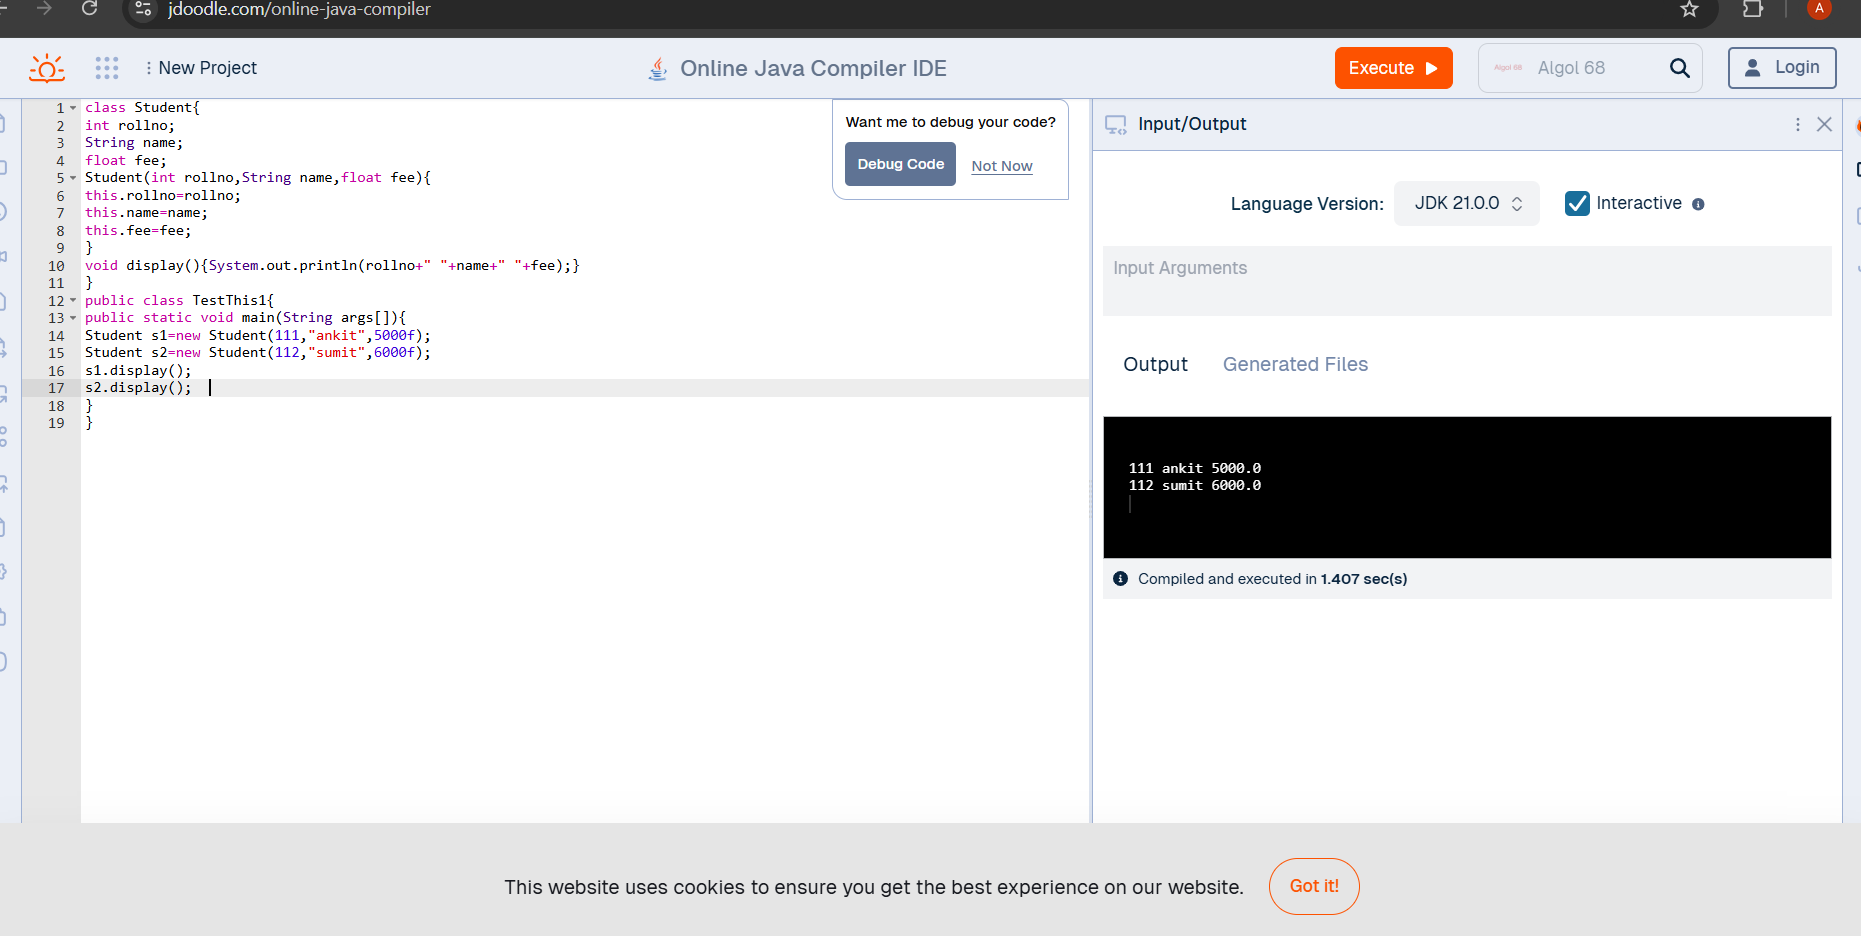 jdoodle.com/online-java-compiler
A
New Project
Online Java Compiler IDE
Execute
Algol 68
Algol 68
Login
1 class Student{
2 int rollno;
3 String name;
4 float fee;
5 Student(int rollno,String name,float fee){
6 this.rollno=rollno;
7 this.name=name;
8 this.fee=fee;
9 }
10 void display(){System.out.println(rollno+" "+name+" "+fee);}
11 }
12 public class TestThis1{
13 public static void main(String args[]){
14 Student s1=new Student(111,"ankit",5000f);
15 Student s2=new Student(112,"sumit",6000f);
16 s1.display();
17 s2.display();
18 }
19 }
Want me to debug your code?
Debug Code Not Now
Input/Output
Language Version: JDK 21.0.0 Interactive
Input Arguments
Output Generated Files
111 ankit 5000.0
112 sumit 6000.0
Compiled and executed in 1.407 sec(s)
This website uses cookies to ensure you get the best experience on our website. Got it!